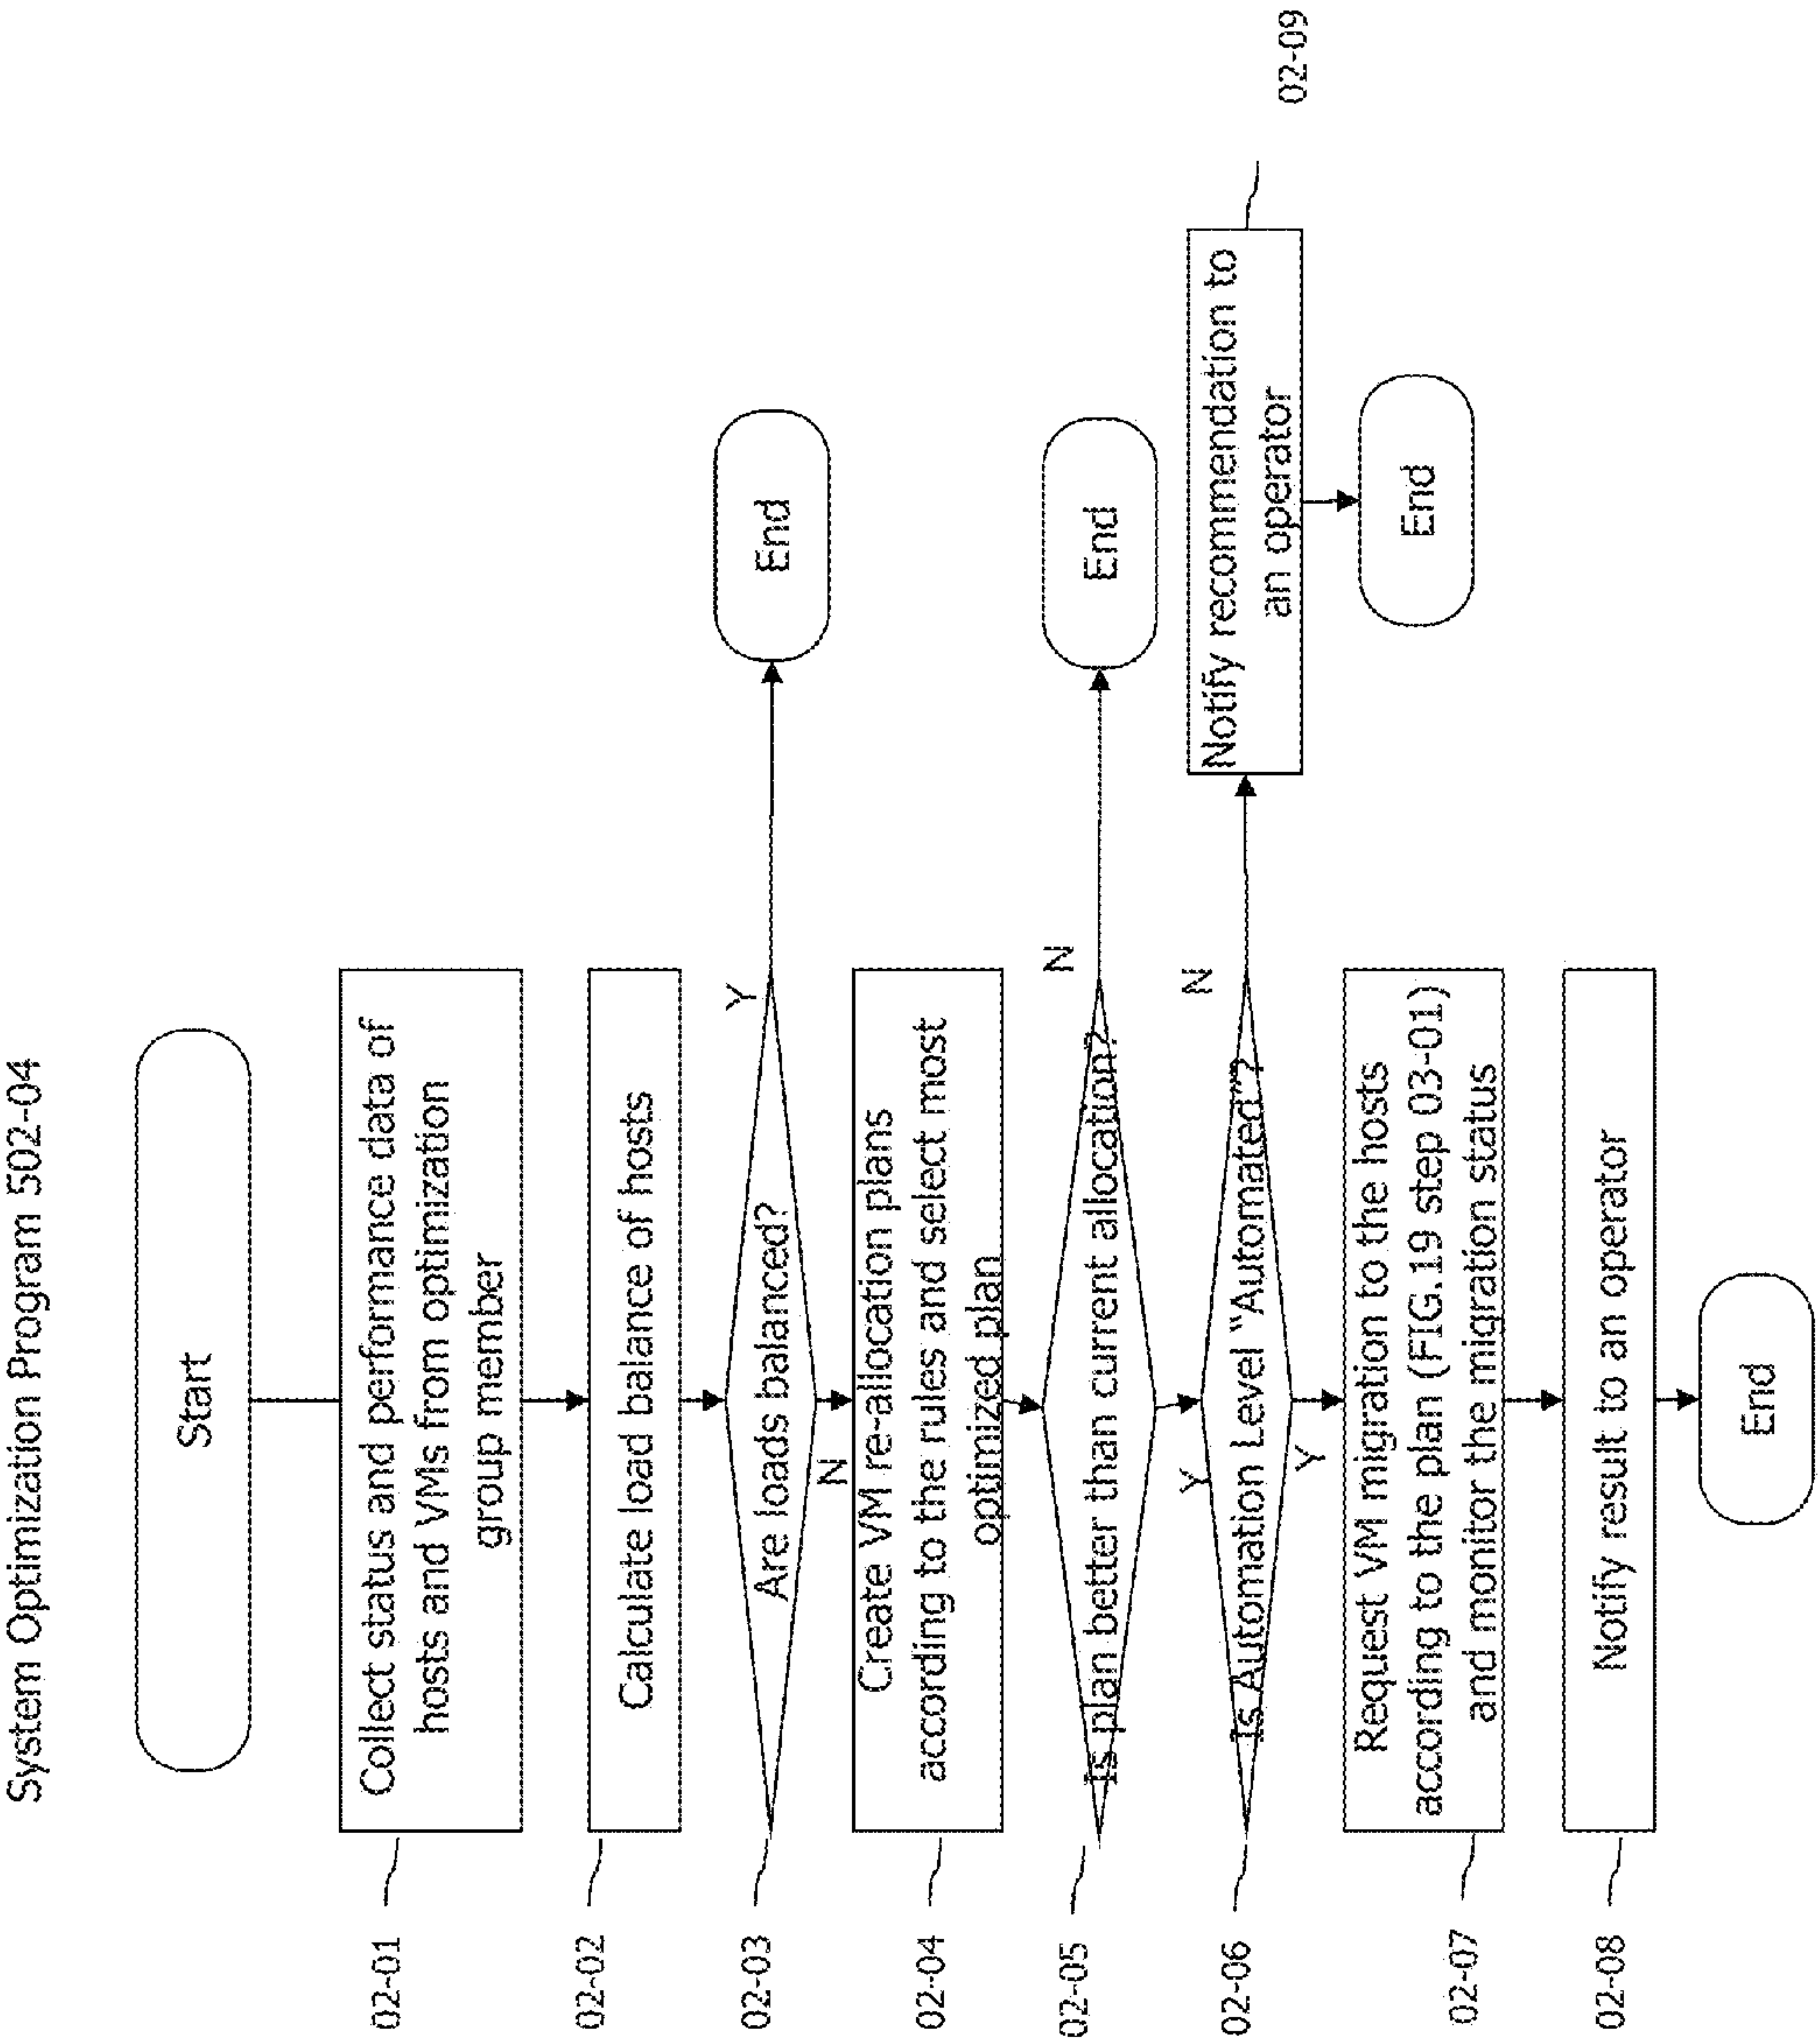 System Optimization Program 502-04
Start
02-01
Collect status and performance data of
hosts and VMs from optimization
group member
02-02
Calculate load balance of hosts
02-03
Are loads balanced?
Y
End
N
02-04
Create VM re-allocation plans
according to the rules and select most
optimized plan
02-05
Is plan better than current allocation?
N
End
Y
02-06
Is Automation Level “Automated”?
N
Notify recommendation to
an operator
02-09
End
Y
02-07
Request VM migration to the hosts
according to the plan (FIG.19 step 03-01)
and monitor the migration status
02-08
Notify result to an operator
End